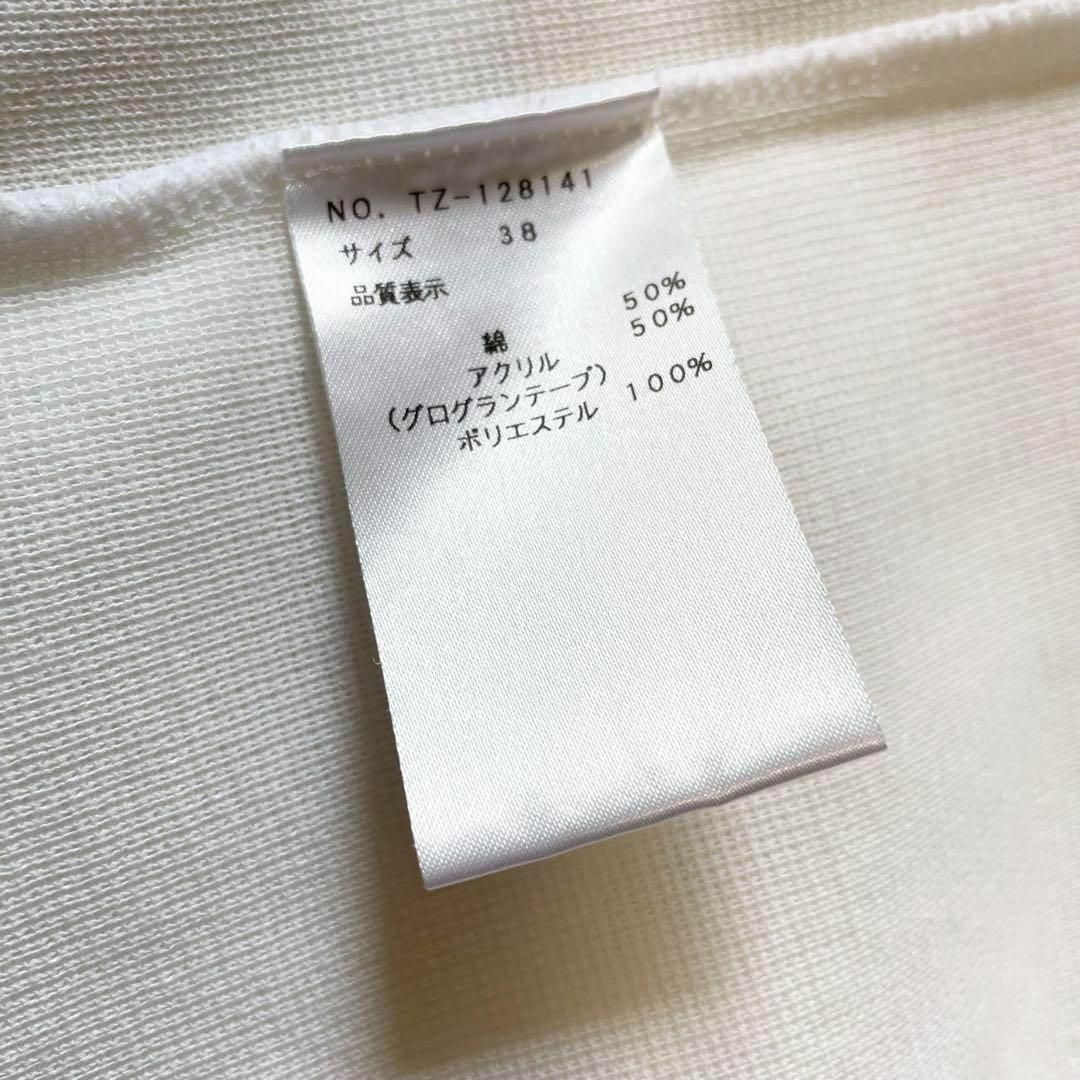 NO. TZ-128141
サイズ 38
品質表示
綿 50%
アクリル 50%
(グログランテープ)
ポリエステル 100%